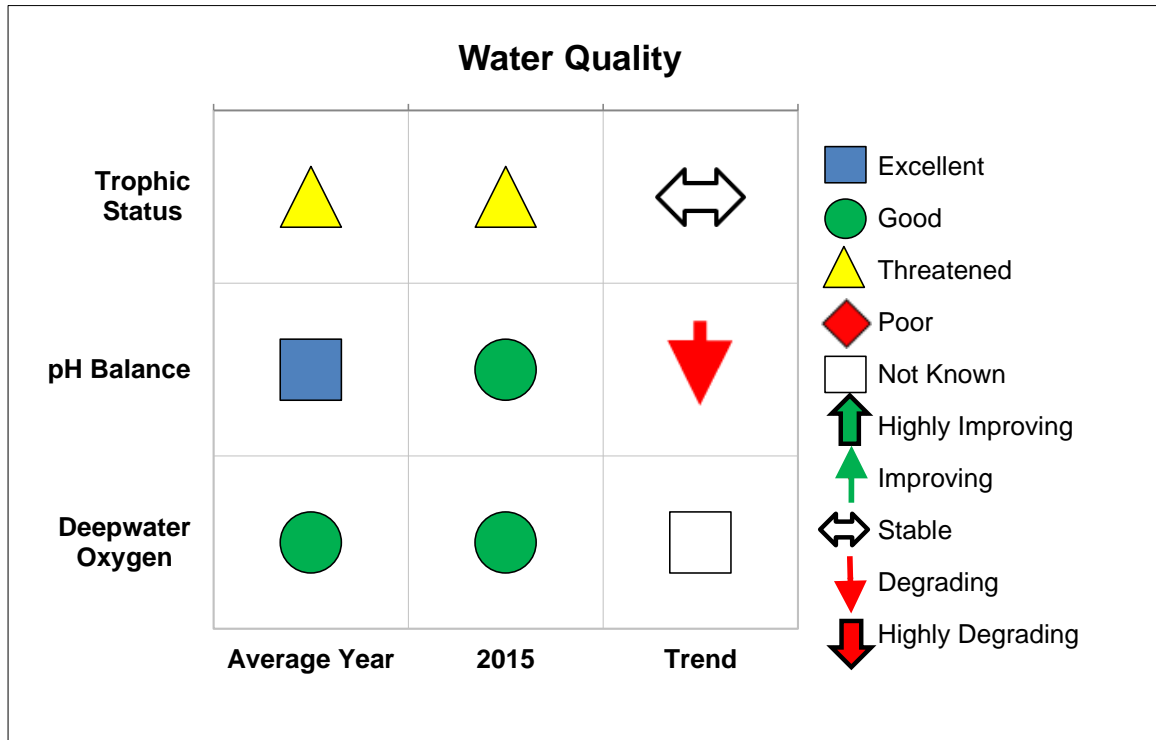 Water Quality
Trophic
Status
pH Balance
Deepwater
Oxygen
Average Year
2015
Trend
Excellent
Good
Threatened
Poor
Not Known
Highly Improving
Improving
Stable
Degrading
Highly Degrading